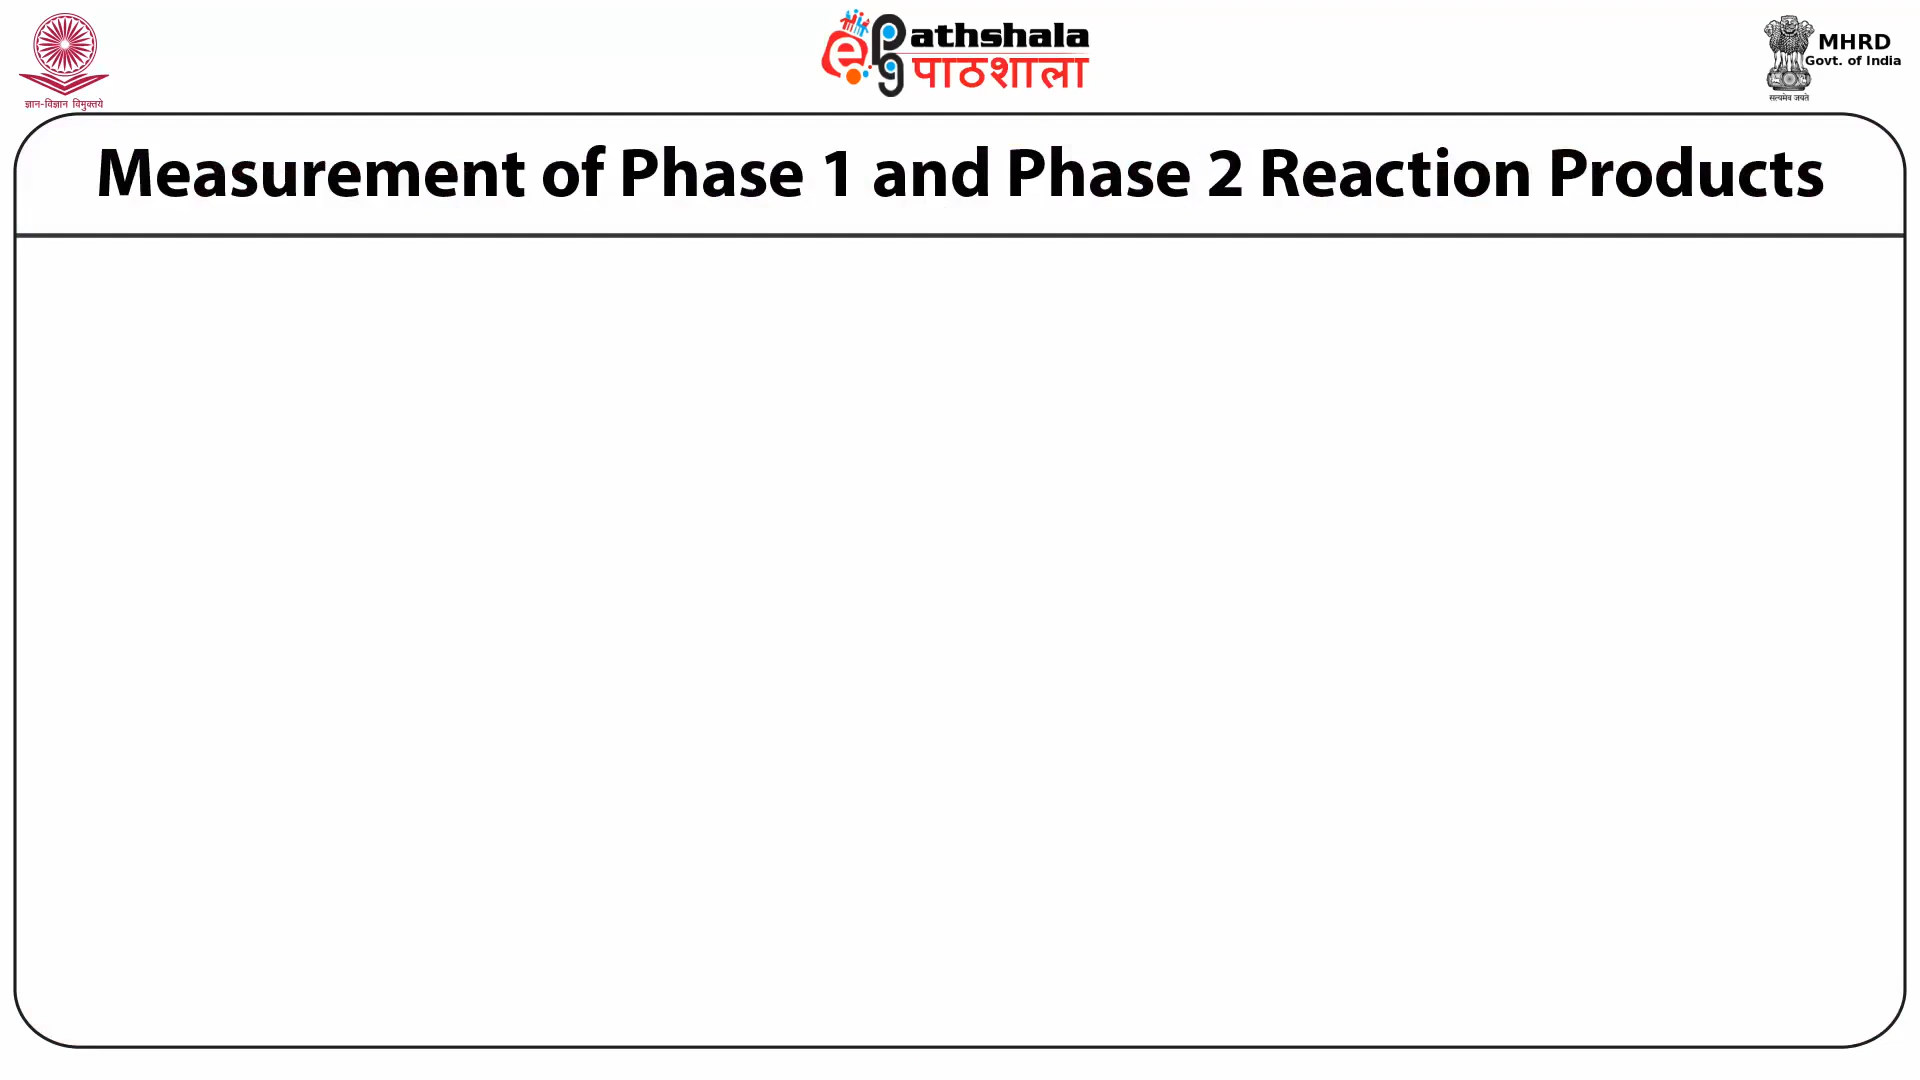 ज्ञान-विज्ञान विमुक्तये
e pg
athshala
पाठशाला
MHRD
Govt. of India
सत्यमेव जयते
Measurement of Phase 1 and Phase 2 Reaction Products